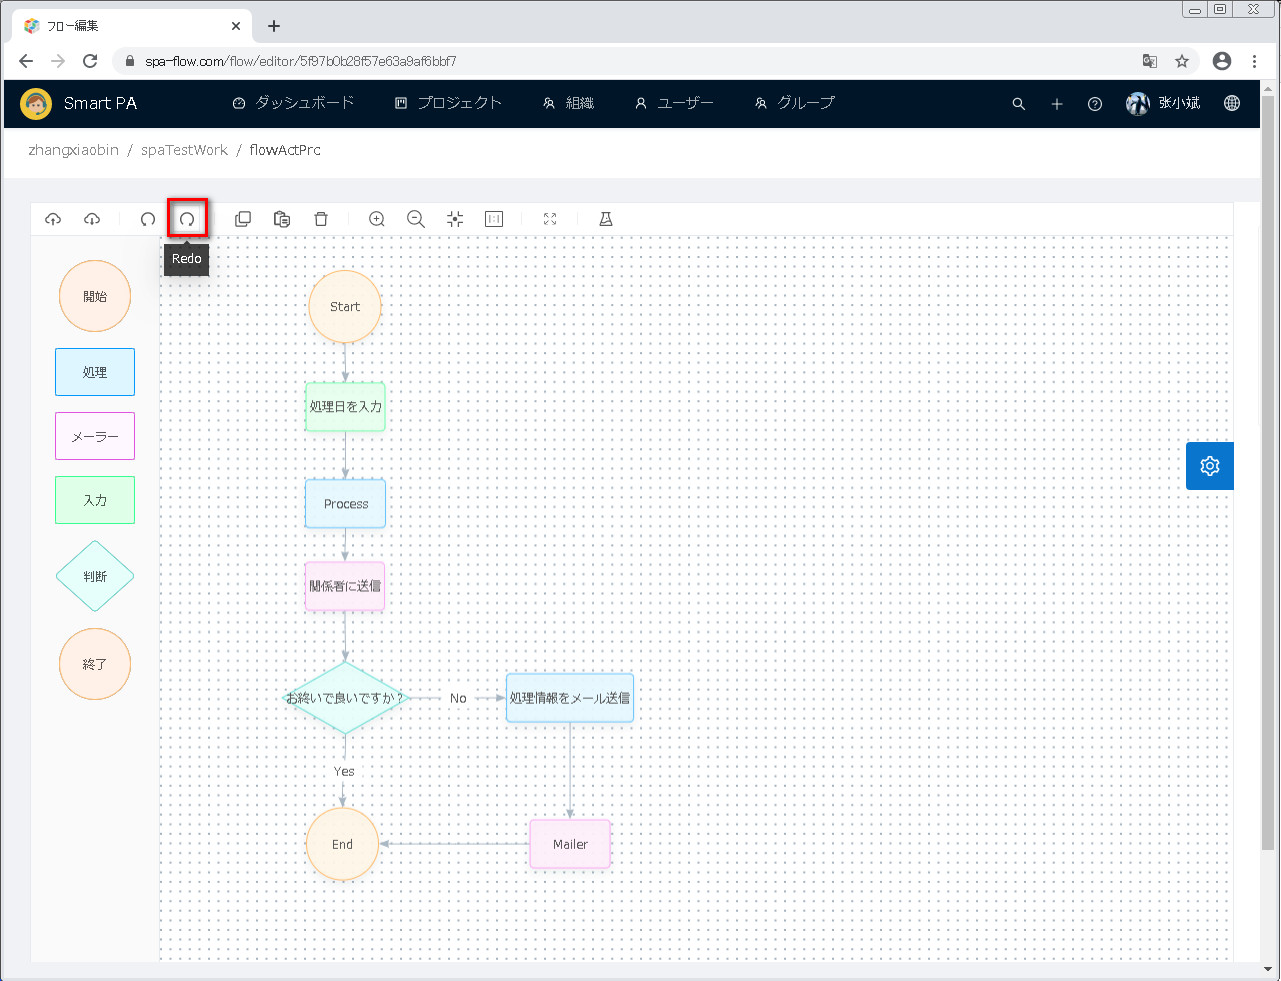 フロー編集
spa-flow.com/flow/editor/5f97b0b28f57e63a9af6bbf7
Smart PA ダッシュボード プロジェクト 組織 ユーザー グループ 张小斌
zhangxiaobin / spaTestWork / flowActPrc
Redo
開始
処理
メーラー
入力
判断
終了
Start
処理日を入力
Process
関係者に送信
お終いで良いですか？
No
処理情報をメール送信
Yes
End
Mailer